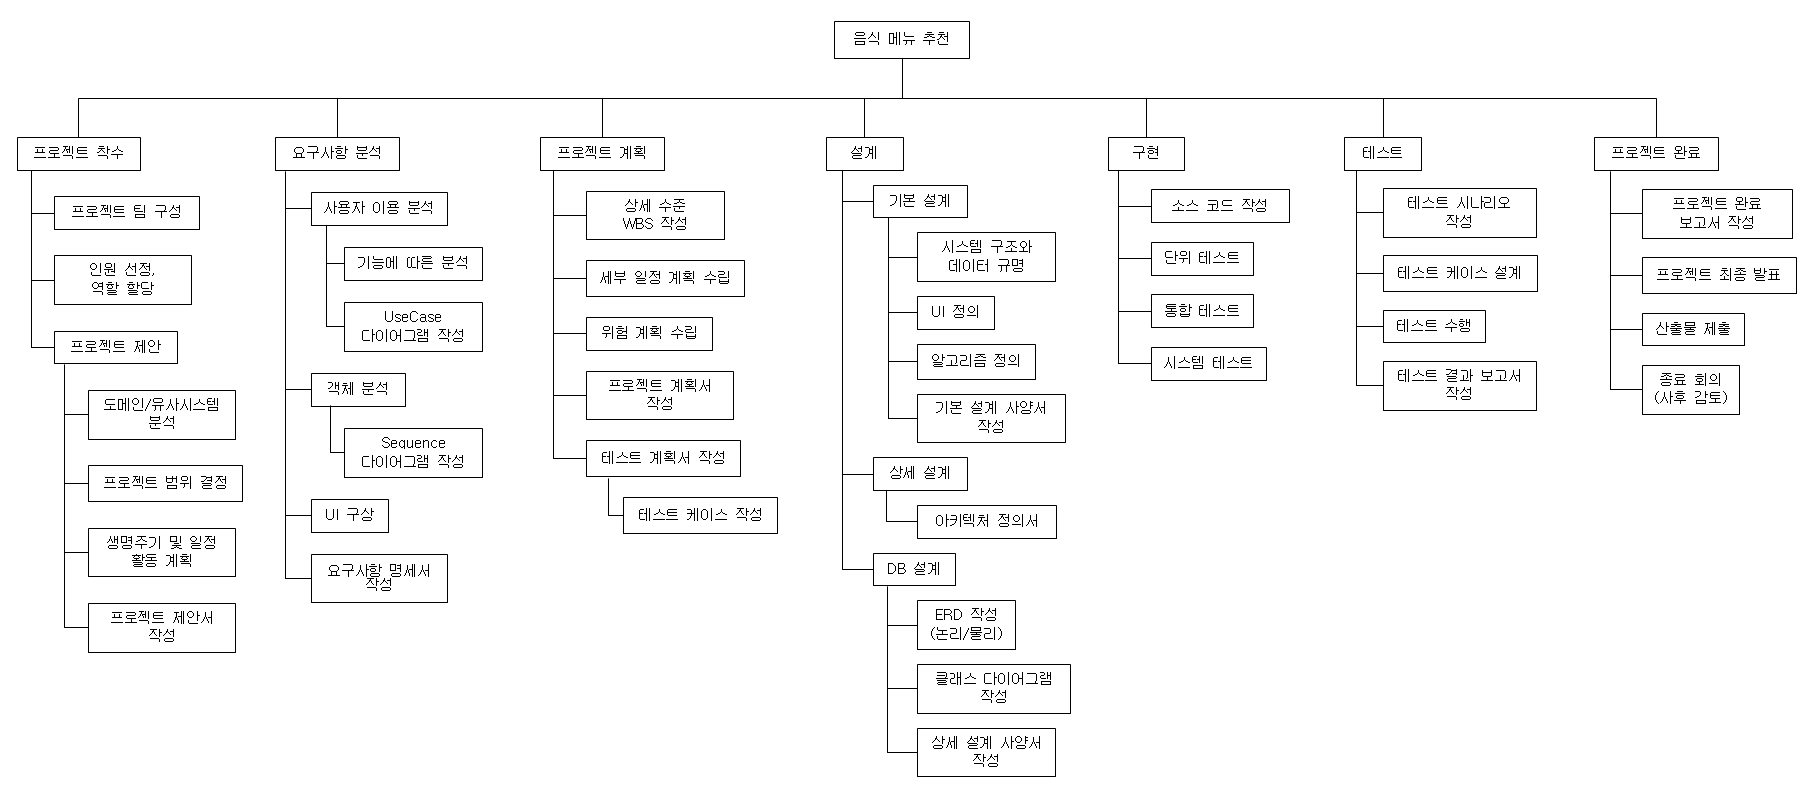 음식 메뉴 추천
프로젝트 착수
프로젝트 팀 구성
인원 선정,
역할 할당
프로젝트 제안
도메인/유사시스템
분석
프로젝트 범위 결정
생명주기 및 일정
활동 계획
프로젝트 제안서
작성
요구사항 분석
사용자 이용 분석
기능에 따른 분석
UseCase
다이어그램 작성
객체 분석
Sequence
다이어그램 작성
UI 구상
요구사항 명세서
작성
프로젝트 계획
상세 수준
WBS 작성
세부 일정 계획 수립
위험 계획 수립
프로젝트 계획서
작성
테스트 계획서 작성
테스트 케이스 작성
설계
기본 설계
시스템 구조와
데이터 규명
UI 정의
알고리즘 정의
기본 설계 사양서
작성
상세 설계
아키텍처 정의서
DB 설계
ERD 작성
(논리/물리)
클래스 다이어그램
작성
상세 설계 사양서
작성
구현
소스 코드 작성
단위 테스트
통합 테스트
시스템 테스트
테스트
테스트 시나리오
작성
테스트 케이스 설계
테스트 수행
테스트 결과 보고서
작성
프로젝트 완료
프로젝트 완료
보고서 작성
프로젝트 최종 발표
산출물 제출
종료 회의
(사후 감토)